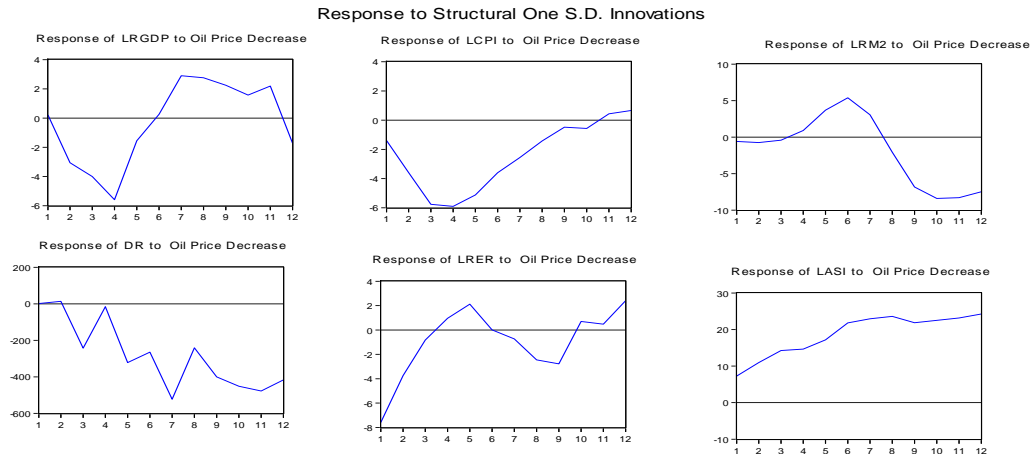 Response to Structural One S.D. Innovations
Response of LRGDP to Oil Price Decrease
4
2
0
-2
-4
-6
1 2 3 4 5 6 7 8 9 10 11 12
Response of LCPI to Oil Price Decrease
4
2
0
-2
-4
-6
1 2 3 4 5 6 7 8 9 10 11 12
Response of LRM2 to Oil Price Decrease
10
5
0
-5
-10
1 2 3 4 5 6 7 8 9 10 11 12
Response of DR to Oil Price Decrease
200
0
-200
-400
-600
1 2 3 4 5 6 7 8 9 10 11 12
Response of LRER to Oil Price Decrease
4
2
0
-2
-4
-6
-8
1 2 3 4 5 6 7 8 9 10 11 12
Response of LASI to Oil Price Decrease
30
20
10
0
-10
1 2 3 4 5 6 7 8 9 10 11 12